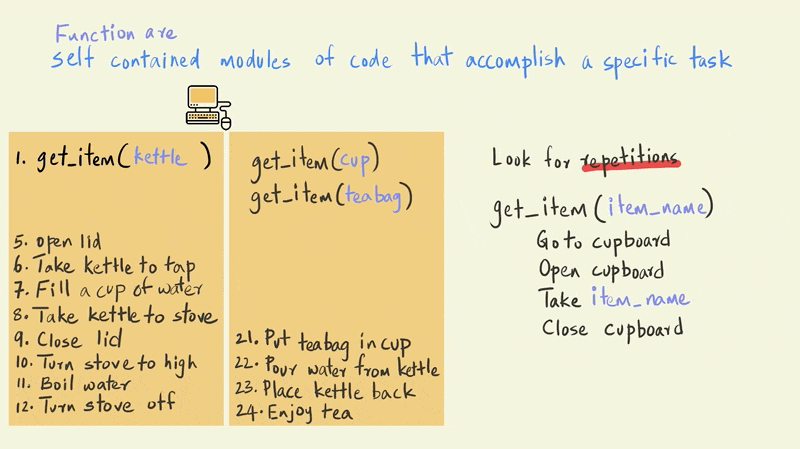 Function are
self contained modules of code that accomplish a specific task
1. get_item(kettle )
5. Open lid
6. Take kettle to tap
7. Fill a cup of water
8. Take kettle to stove
9. Close lid
10. Turn stove to high
11. Boil water
12. Turn stove off
get_item(cup)
get_item(teabag)
21. Put teabag in cup
22. Pour water from kettle
23. Place kettle back
24. Enjoy tea
Look for repetitions
get_item(item_name)
Go to cupboard
Open cupboard
Take item_name
Close cupboard